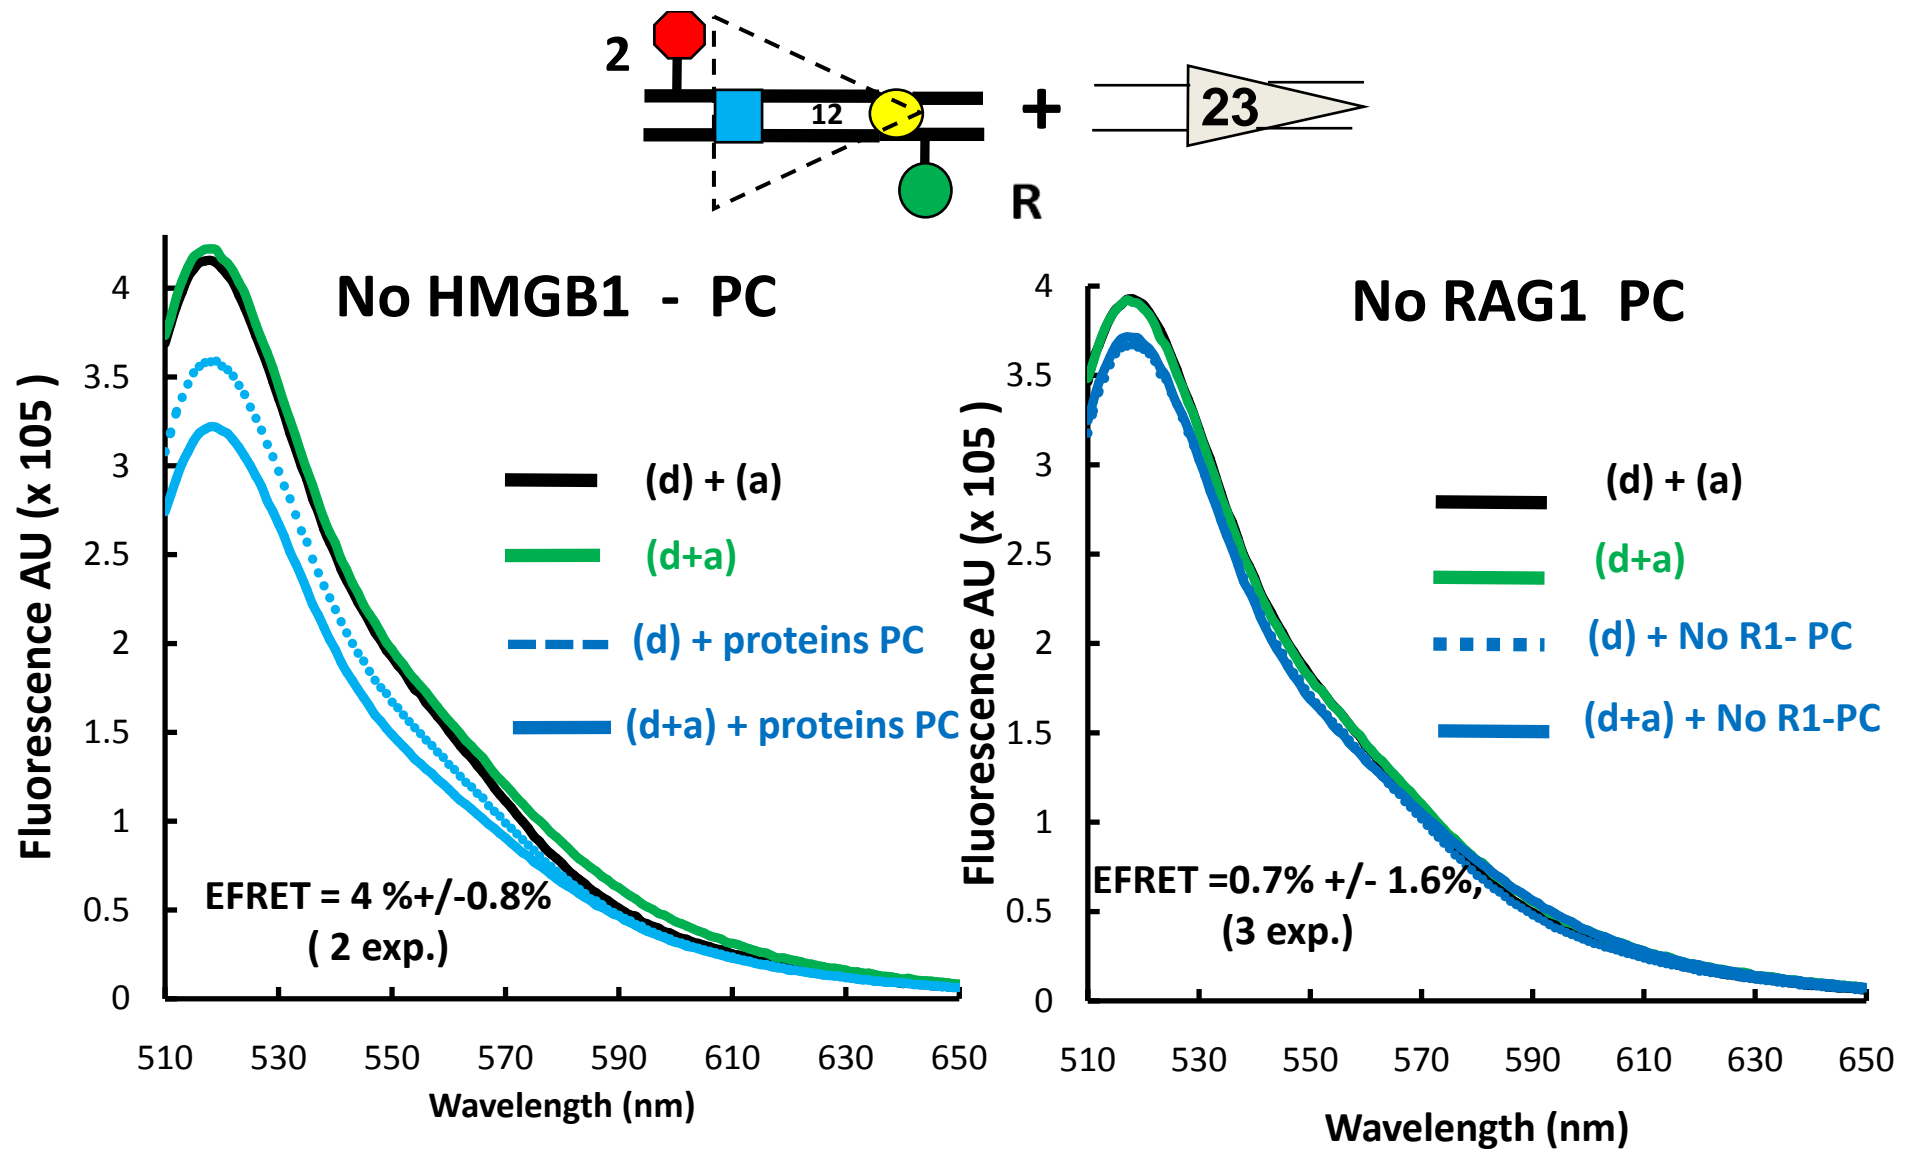 2
12
+
23
R
No HMGB1 - PC
Fluorescence AU (x 105 )
4
3.5
3
2.5
2
1.5
1
0.5
0
(d) + (a)
(d+a)
(d) + proteins PC
(d+a) + proteins PC
EFRET = 4 %+/-0.8%
( 2 exp.)
510 530 550 570 590 610 630 650
Wavelength (nm)
No RAG1 PC
Fluorescence AU (x 105 )
4
3.5
3
2.5
2
1.5
1
0.5
0
(d) + (a)
(d+a)
(d) + No R1- PC
(d+a) + No R1-PC
EFRET =0.7% +/- 1.6%,
(3 exp.)
510 530 550 570 590 610 630 650
Wavelength (nm)